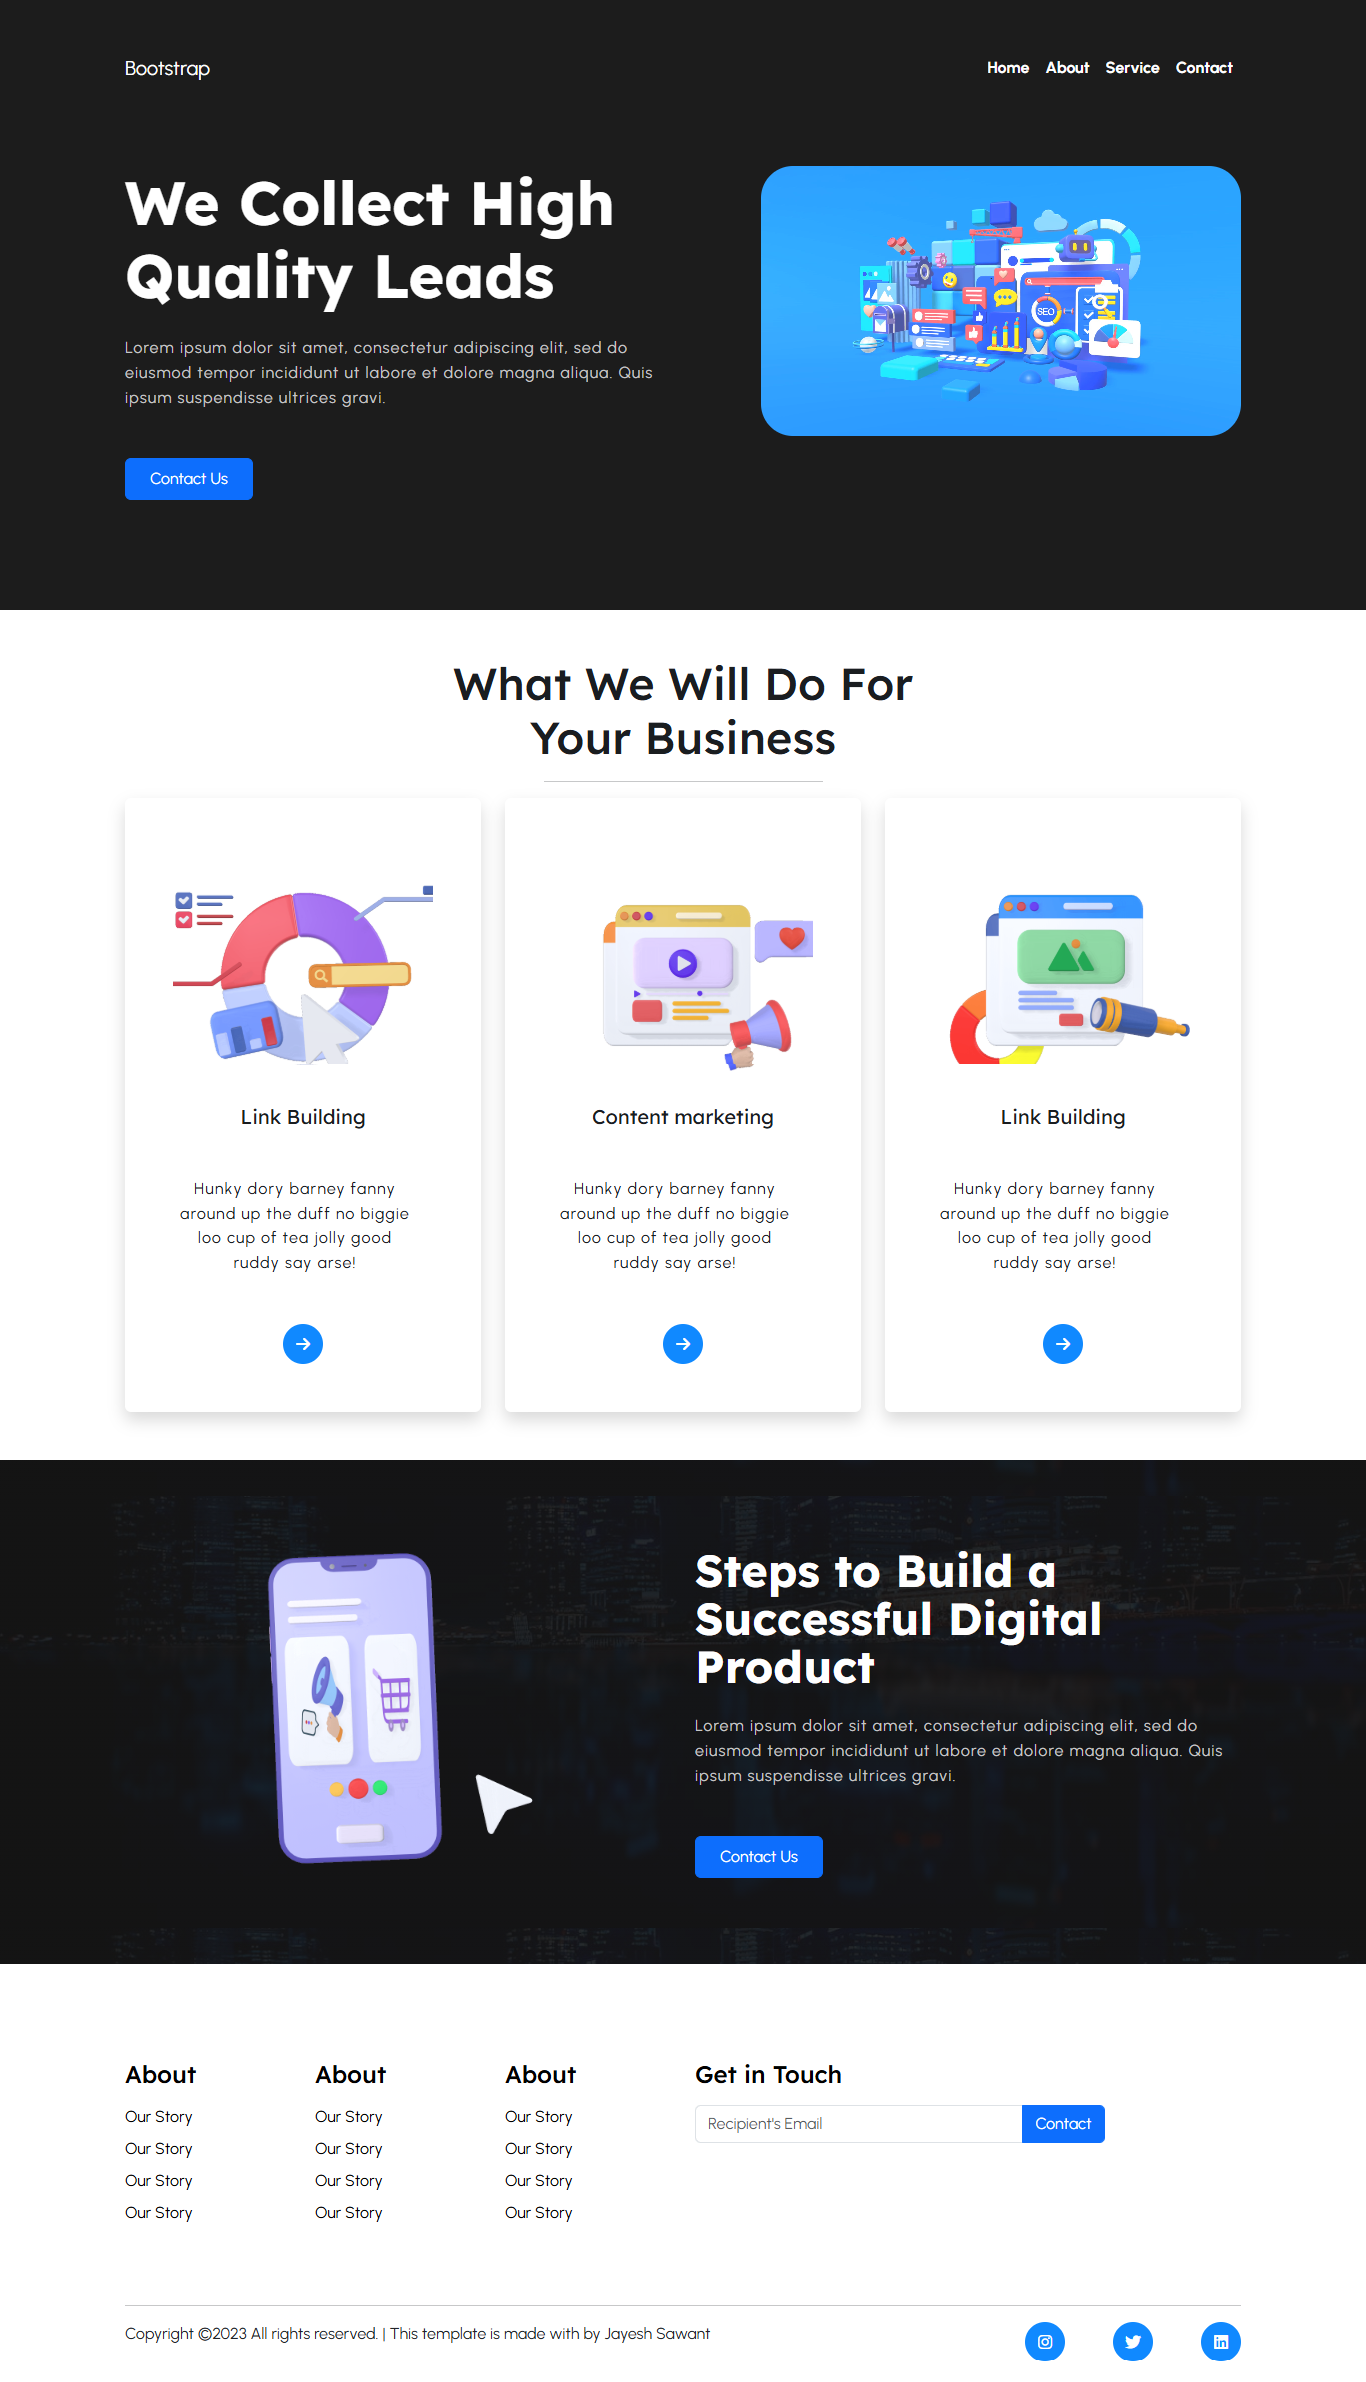 Bootstrap
Home About Service Contact
We Collect High
Quality Leads
Lorem ipsum dolor sit amet, consectetur adipiscing elit, sed do
eiusmod tempor incididunt ut labore et dolore magna aliqua. Quis
ipsum suspendisse ultrices gravi.
Contact Us
SEO
What We Will Do For
Your Business
Link Building
Hunky dory barney fanny
around up the duff no biggie
loo cup of tea jolly good
ruddy say arse!
Content marketing
Hunky dory barney fanny
around up the duff no biggie
loo cup of tea jolly good
ruddy say arse!
Link Building
Hunky dory barney fanny
around up the duff no biggie
loo cup of tea jolly good
ruddy say arse!
Steps to Build a
Successful Digital
Product
Lorem ipsum dolor sit amet, consectetur adipiscing elit, sed do
eiusmod tempor incididunt ut labore et dolore magna aliqua. Quis
ipsum suspendisse ultrices gravi.
Contact Us
About
Our Story
Our Story
Our Story
Our Story
About
Our Story
Our Story
Our Story
Our Story
About
Our Story
Our Story
Our Story
Our Story
Get in Touch
Recipient's Email
Contact
Copyright ©2023 All rights reserved. | This template is made with by Jayesh Sawant